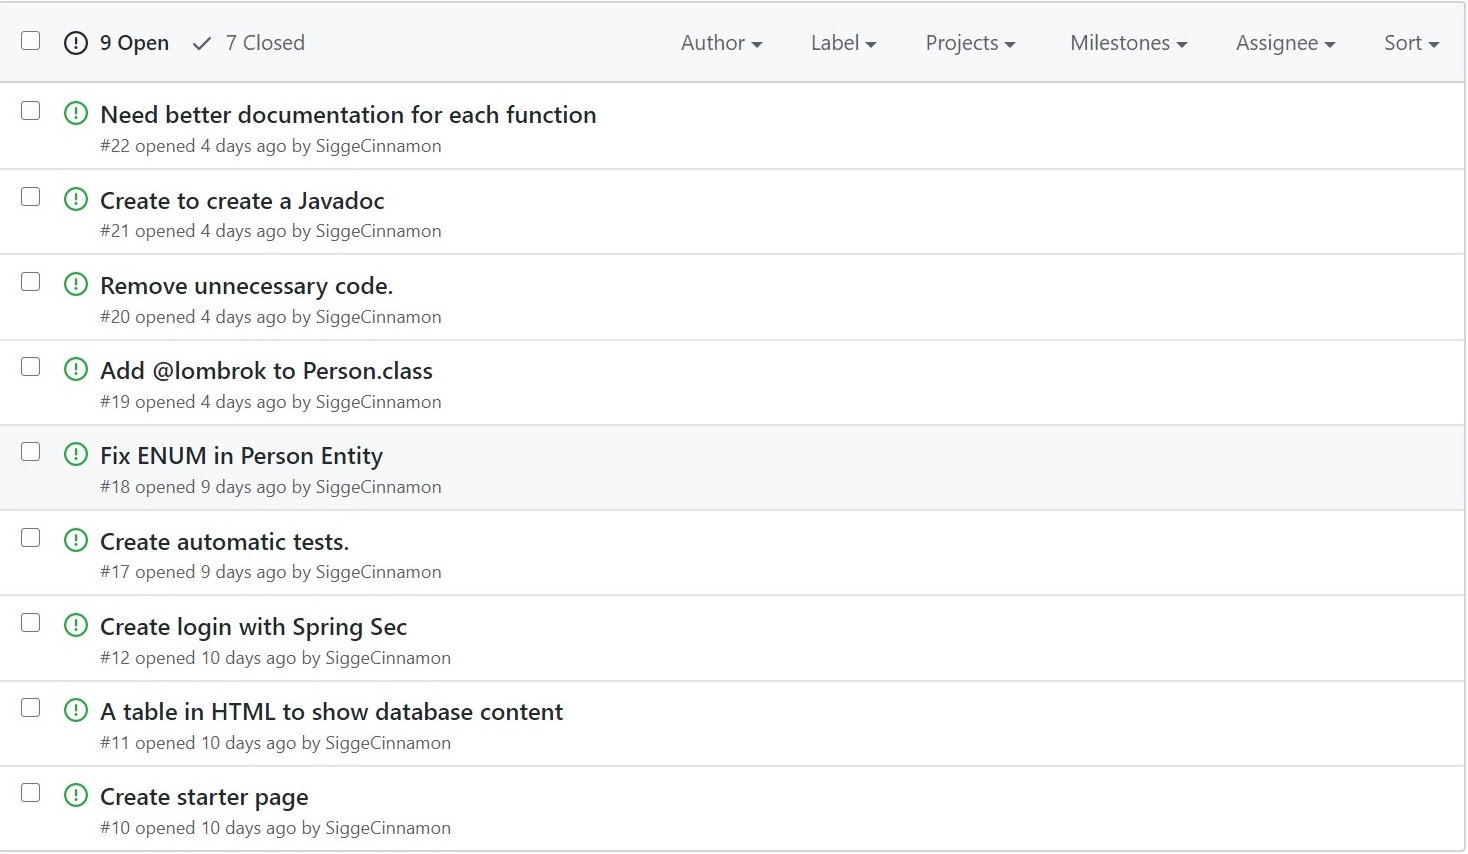 9 Open 7 Closed Author Label Projects Milestones Assignee Sort
Need better documentation for each function
#22 opened 4 days ago by SiggeCinnamon
Create to create a Javadoc
#21 opened 4 days ago by SiggeCinnamon
Remove unnecessary code.
#20 opened 4 days ago by SiggeCinnamon
Add @lombrok to Person.class
#19 opened 4 days ago by SiggeCinnamon
Fix ENUM in Person Entity
#18 opened 9 days ago by SiggeCinnamon
Create automatic tests.
#17 opened 9 days ago by SiggeCinnamon
Create login with Spring Sec
#12 opened 10 days ago by SiggeCinnamon
A table in HTML to show database content
#11 opened 10 days ago by SiggeCinnamon
Create starter page
#10 opened 10 days ago by SiggeCinnamon